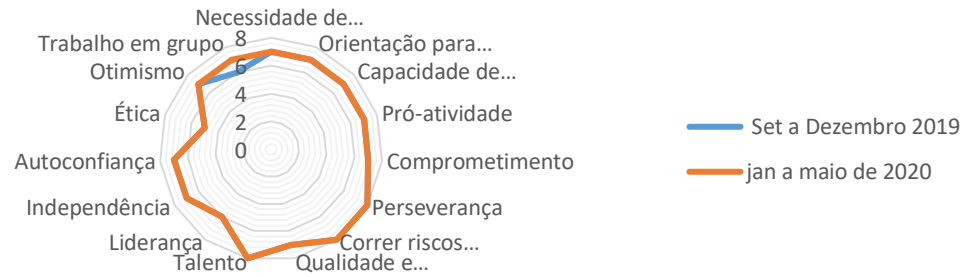 Necessidade de...
Orientação para...
Capacidade de...
Pró-atividade
Comprometimento
Perseverança
Correr riscos...
Qualidade e...
Talento
Liderança
Independência
Autoconfiança
Ética
Otimismo
Trabalho em grupo
8
6
4
2
0
Set a Dezembro 2019
jan a maio de 2020